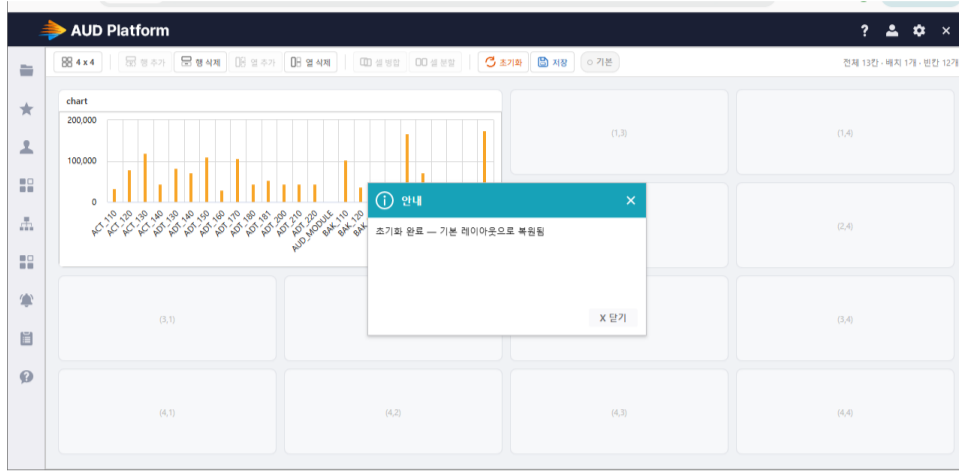 AUD Platform
? ×
4 x 4 행 추가 행 삭제 열 추가 열 삭제 셀 병합 셀 분할 초기화 저장 ○ 기본 전체 13칸 · 배치 1개 · 빈칸 12개
chart
200,000
100,000
0
ACT_110 ACT_120 ACT_130 ACT_140 ADT_130 ADT_140 ADT_150 ADT_160 ADT_170 ADT_180 ADT_181 ADT_200 ADT_210 ADT_220 AUD_MODULE BAK_110 BAK_120
(1,3)
(1,4)
안내 ×
초기화 완료 — 기본 레이아웃으로 복원됨
X 닫기
(2,4)
(3,1)
(3,4)
(4,1)
(4,2)
(4,3)
(4,4)